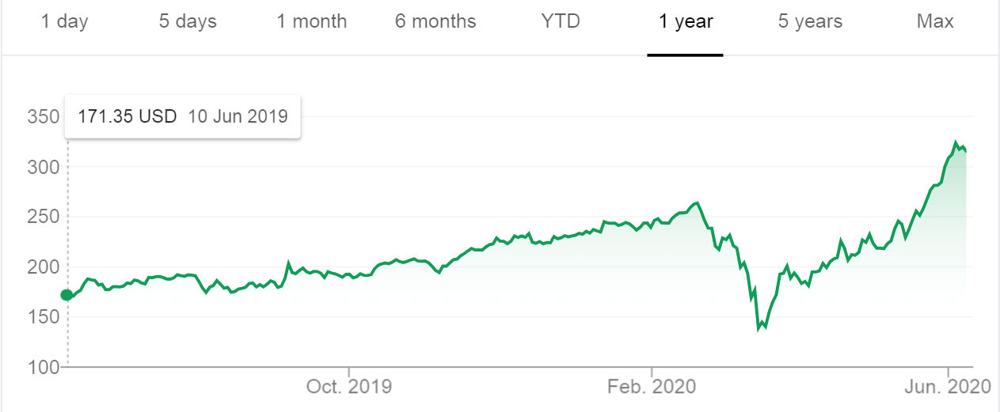 1 day 5 days 1 month 6 months YTD 1 year 5 years Max
350
171.35 USD 10 Jun 2019
300
250
200
150
100
Oct. 2019 Feb. 2020 Jun. 2020